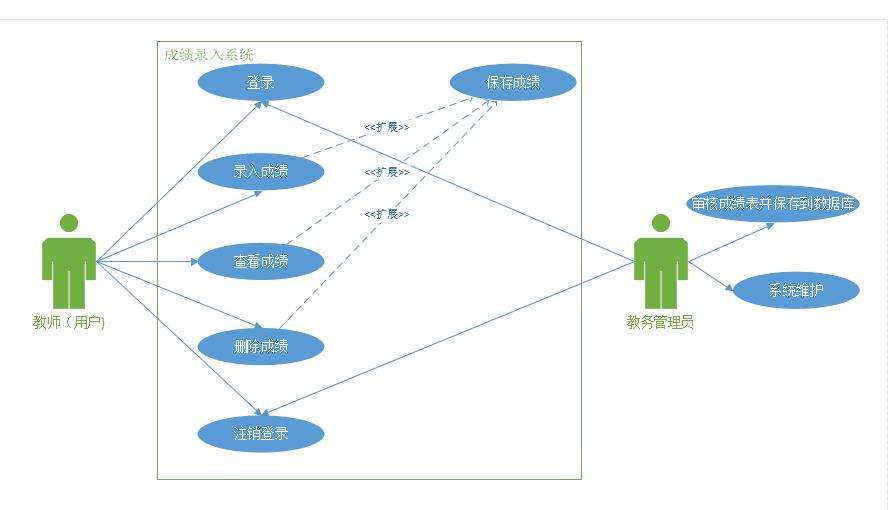 成绩录入系统
登录
保存成绩
<<扩展>>
录入成绩
<<扩展>>
审核成绩表并保存到数据库
<<扩展>>
查看成绩
系统维护
教师（用户)
教务管理员
删除成绩
注销登录